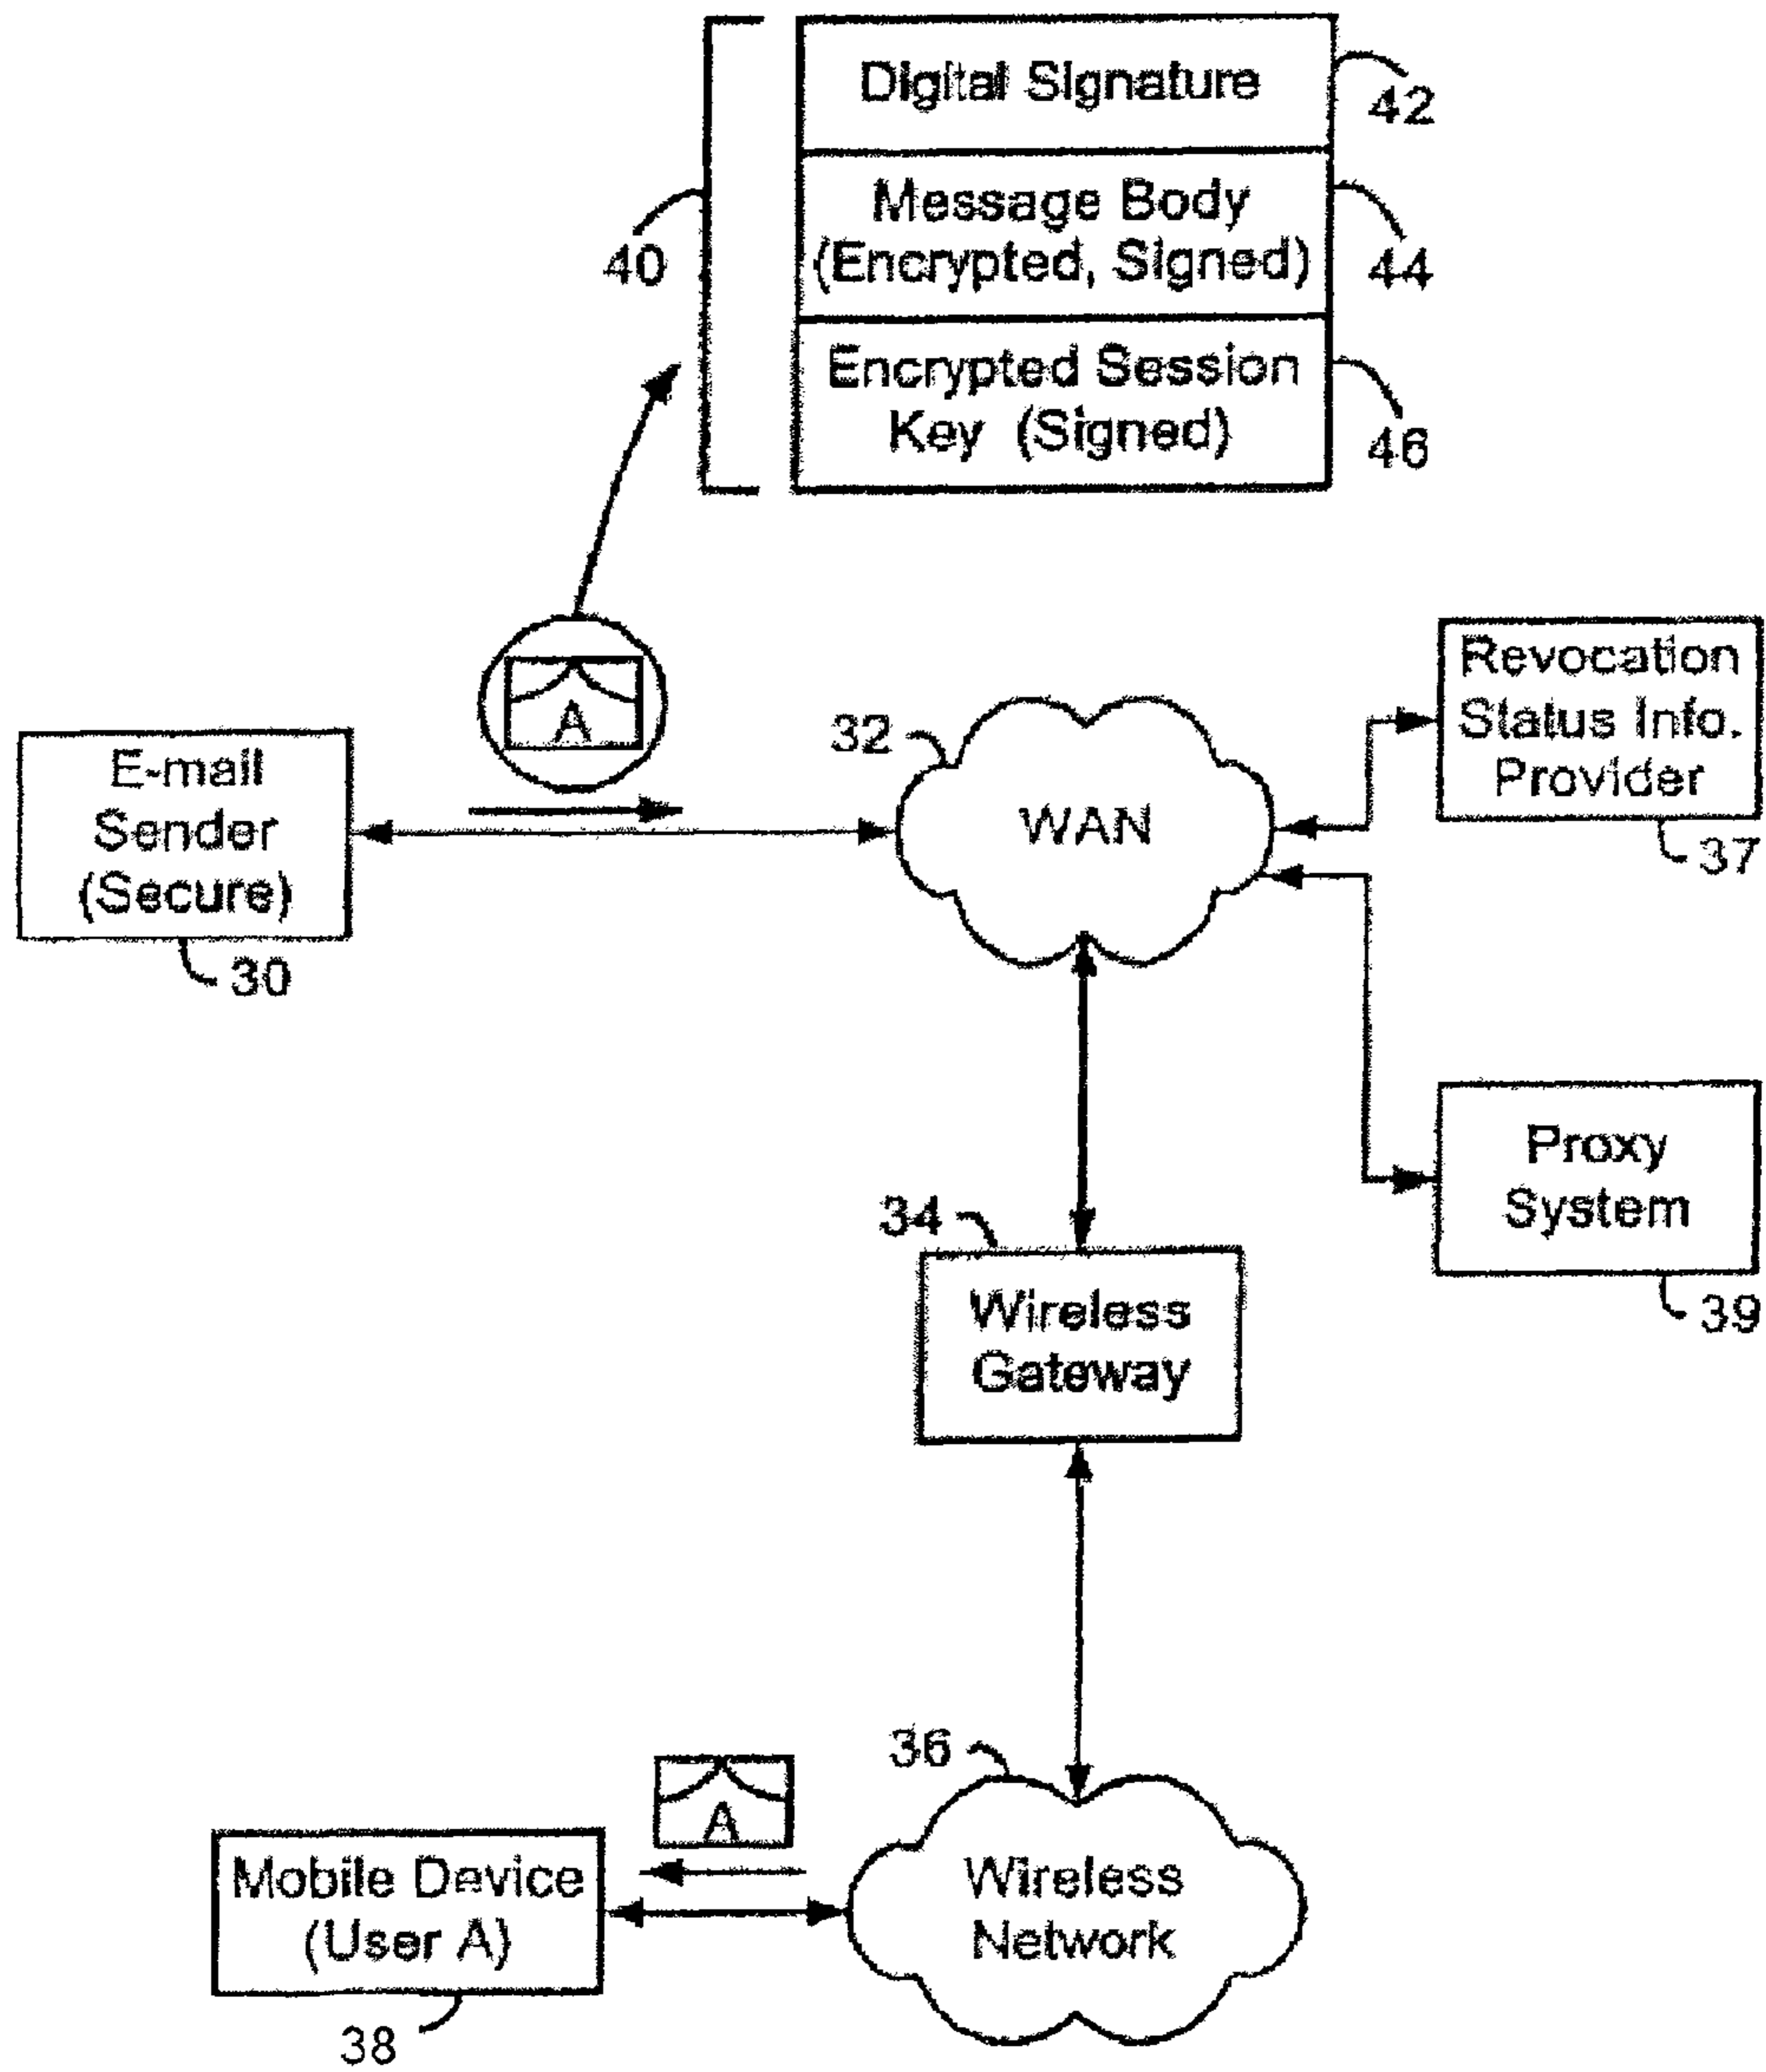 Digital Signature
42
Message Body
(Encrypted, Signed)
44
40
Encrypted Session
Key (Signed)
46
A
E-mail
Sender
(Secure)
30
32
WAN
Revocation
Status Info.
Provider
37
Proxy
System
39
34
Wireless
Gateway
36
A
Mobile Device
(User A)
38
Wireless
Network